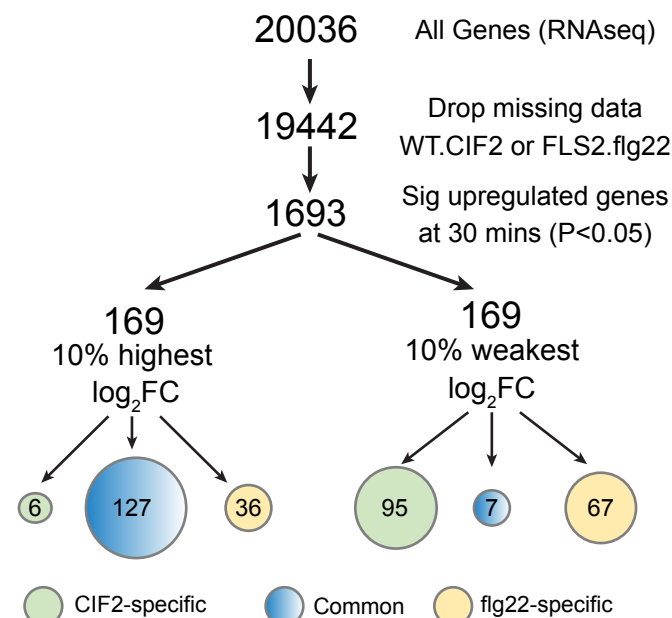 20036
All Genes (RNAseq)
19442
Drop missing data
WT.CIF2 or FLS2.flg22
1693
Sig upregulated genes
at 30 mins (P<0.05)
169
10% highest
log₂FC
169
10% weakest
log₂FC
6
127
36
95
7
67
CIF2-specific
Common
flg22-specific